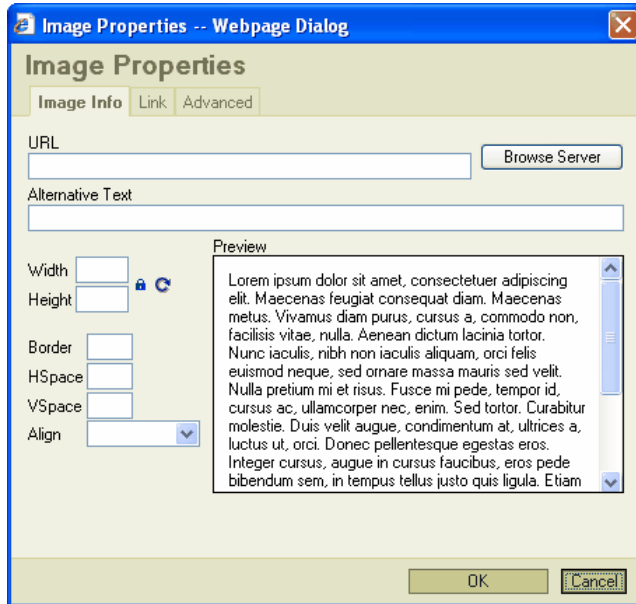 Image Properties -- Webpage Dialog
Image Properties
Image Info Link Advanced
URL
Browse Server
Alternative Text
Preview
Width
Height
Border
HSpace
VSpace
Align
Lorem ipsum dolor sit amet, consectetuer adipiscing
elit. Maecenas feugiat consequat diam. Maecenas
metus. Vivamus diam purus, cursus a, commodo non,
facilisis vitae, nulla. Aenean dictum lacinia tortor.
Nunc iaculis, nibh non iaculis aliquam, orci felis
euismod neque, sed ornare massa mauris sed velit.
Nulla pretium mi et risus. Fusce mi pede, tempor id,
cursus ac, ullamcorper nec, enim. Sed tortor. Curabitur
molestie. Duis velit augue, condimentum at, ultrices a,
luctus ut, orci. Donec pellentesque egestas eros.
Integer cursus, augue in cursus faucibus, eros pede
bibendum sem, in tempus tellus justo quis ligula. Etiam
OK Cancel